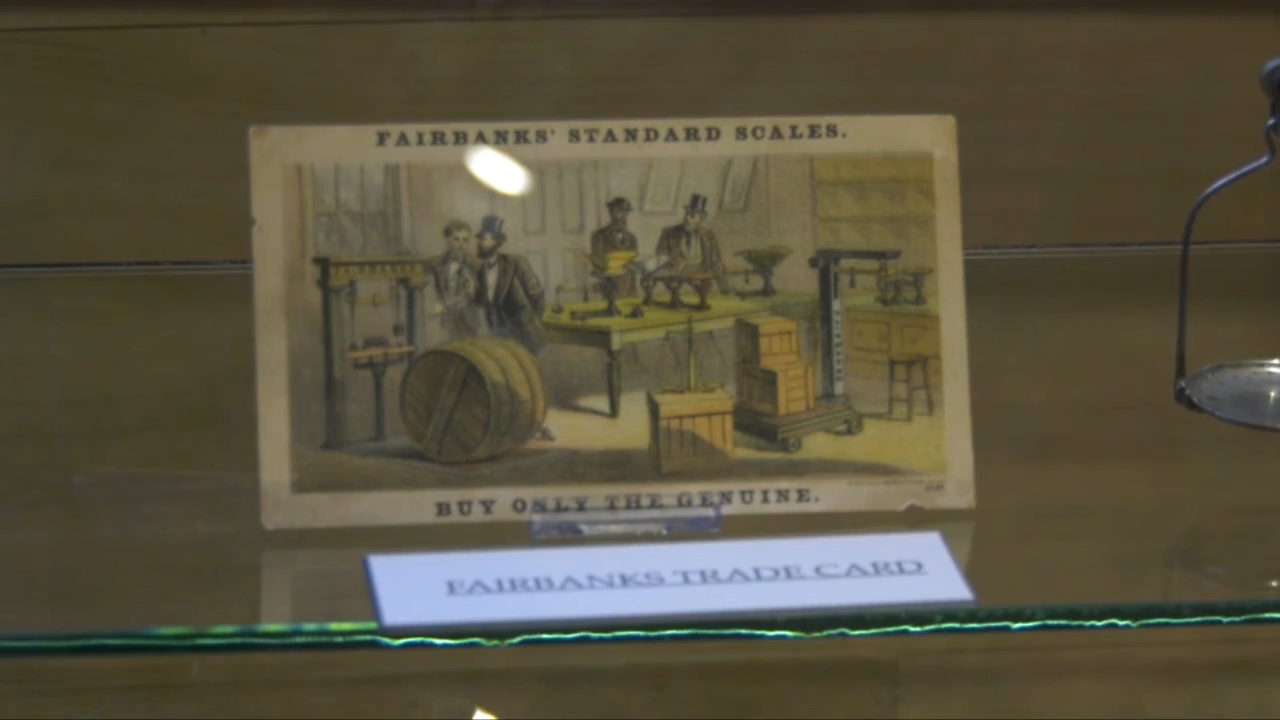 FAIRBANKS' STANDARD SCALES.
BUY ONLY THE GENUINE.
FAIRBANKS TRADE CARD